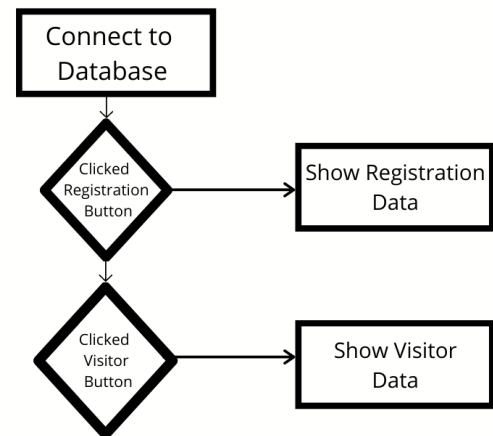 Connect to
Database
Clicked
Registration
Button
Show Registration
Data
Clicked
Visitor
Button
Show Visitor
Data